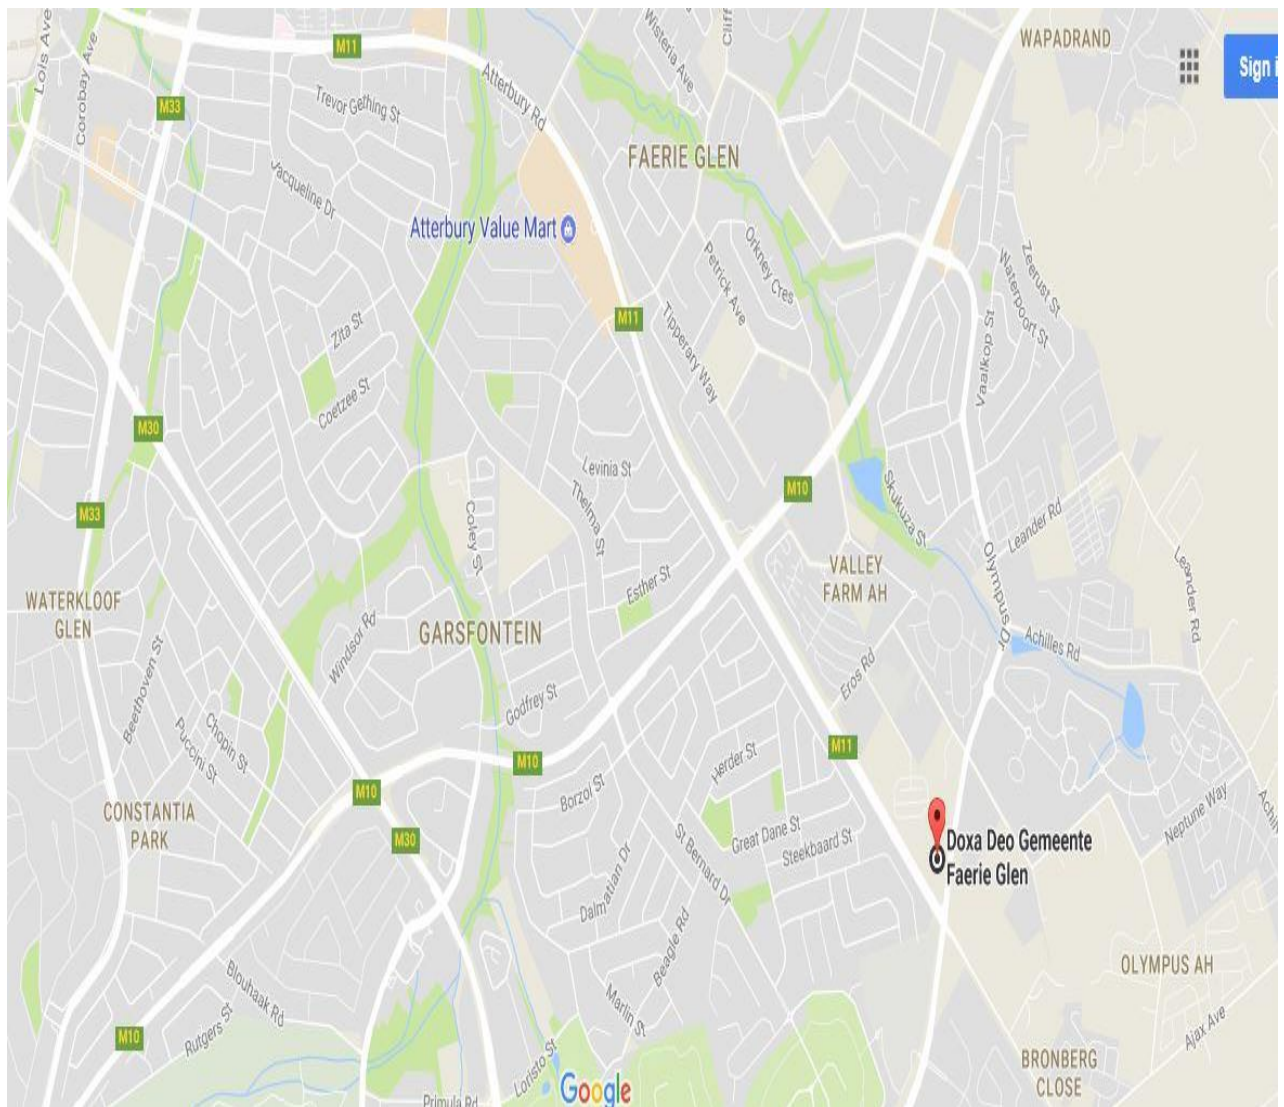 WAPADRAND
Sign i
Lois Ave
Corobay Ave
M11
Wisteria Ave
Cliff
M33
Trevor Gething St
Atterbury Rd
FAERIE GLEN
Jacqueline Dr
Atterbury Value Mart
Orkney Cres
Petrick Ave
Zeerust St
Waterpoort St
M11
Tipperary Way
Zita St
Vaalkop St
Coetzee St
M30
Levinia St
Thelma St
M10
Skukuza St
M33
Coley St
Leander Rd
Olympus Dr
Leander Rd
VALLEY
FARM AH
Esther St
WATERKLOOF
GLEN
Windsor Rd
GARSFONTEIN
Achilles Rd
Beethoven St
Eros Rd
Godfrey St
Chopin St
Puccini St
M11
Herder St
M10
M10
Borzoi St
CONSTANTIA
PARK
M30
Neptune Way
Achil
Great Dane St
Steekbaard St
St Bernard Dr
Doxa Deo Gemeente
Faerie Glen
Dalmatian Dr
Beagle Rd
OLYMPUS AH
Blouhaak Rd
Marlin St
Ajax Ave
M10
Rutgers St
Loristo St
BRONBERG
CLOSE
Google
Primula Rd